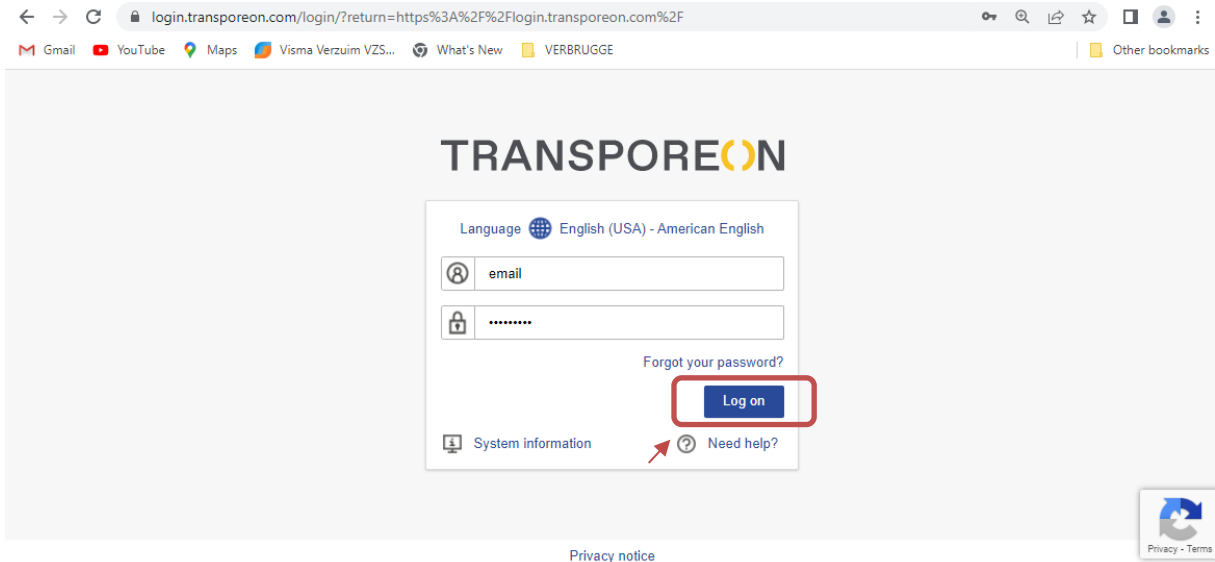 login.transporeon.com/login/?return=https%3A%2F%2Flogin.transporeon.com%2F
Gmail YouTube Maps Visma Verzuim VZS... What's New VERBRUGGE Other bookmarks
TRANSPOREON
Language English (USA) - American English
email
•••••••••
Forgot your password?
Log on
System information Need help?
Privacy - Terms
Privacy notice